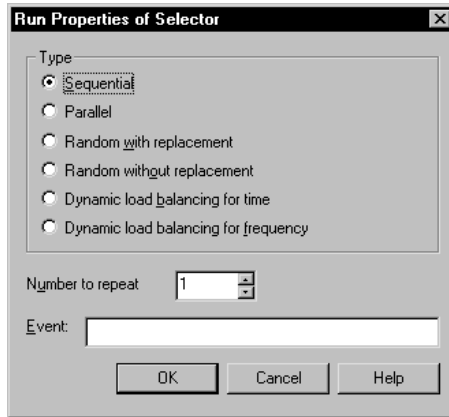 Run Properties of Selector
Type
Sequential
Parallel
Random with replacement
Random without replacement
Dynamic load balancing for time
Dynamic load balancing for frequency
Number to repeat 1
Event:
OK Cancel Help